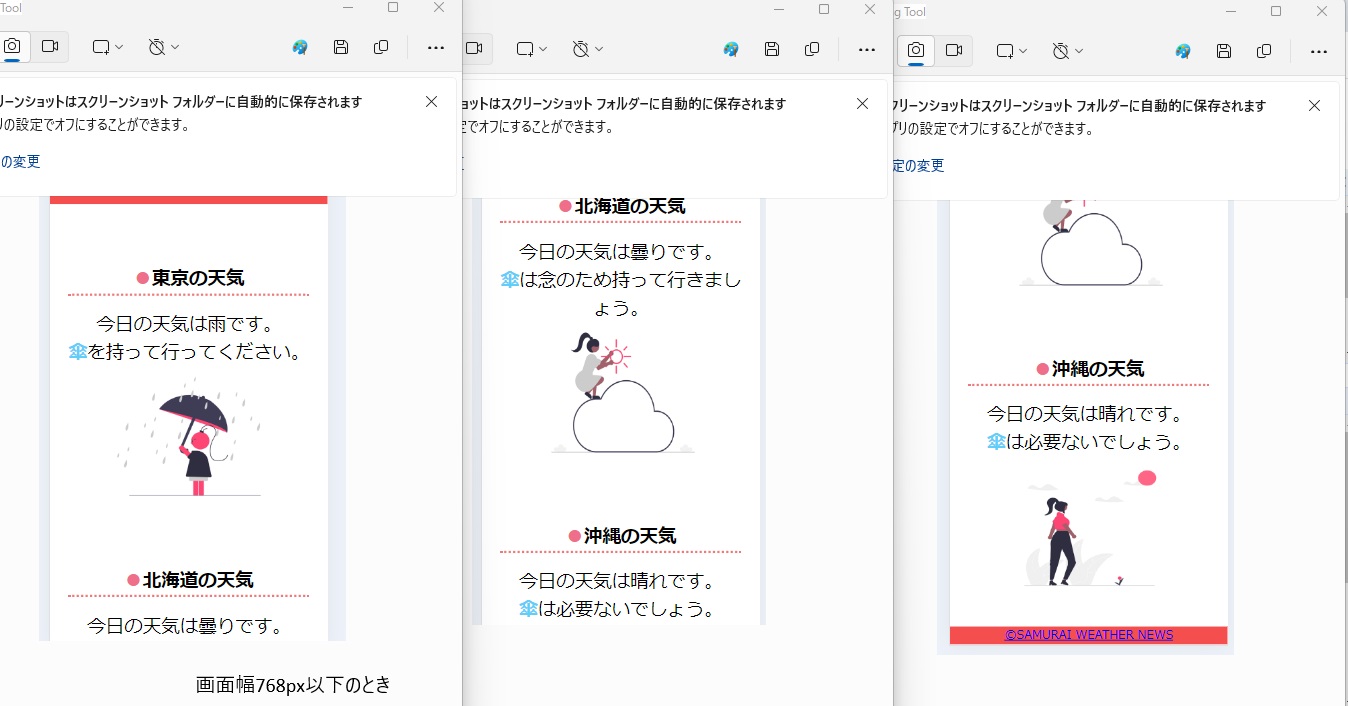 Tool
リーンショットはスクリーンショット フォルダーに自動的に保存されます
リの設定でオフにすることができます。
の変更
東京の天気
今日の天気は雨です。
傘を持って行ってください。
北海道の天気
今日の天気は曇りです。
画面幅768px以下のとき
ョットはスクリーンショット フォルダーに自動的に保存されます
定でオフにすることができます。
北海道の天気
今日の天気は曇りです。
傘は念のため持って行きまし
ょう。
沖縄の天気
今日の天気は晴れです。
傘は必要ないでしょう。
g Tool
クリーンショットはスクリーンショット フォルダーに自動的に保存されます
プリの設定でオフにすることができます。
定の変更
沖縄の天気
今日の天気は晴れです。
傘は必要ないでしょう。
©SAMURAI WEATHER NEWS